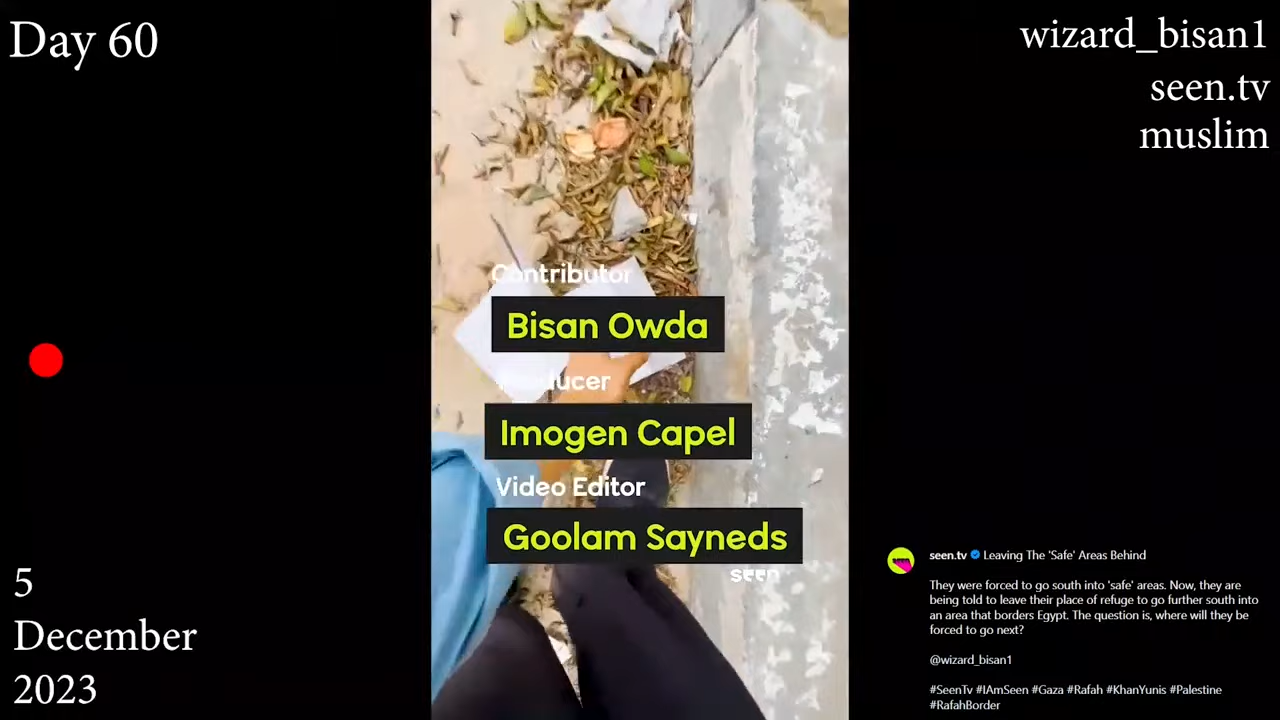 Day 60
wizard_bisan1
seen.tv
muslim
Contributor
Bisan Owda
Producer
Imogen Capel
Video Editor
Goolam Sayneds
seen
5
December
2023
seen.tv Leaving The 'Safe' Areas Behind
They were forced to go south into 'safe' areas. Now, they are
being told to leave their place of refuge to go further south into
an area that borders Egypt. The question is, where will they be
forced to go next?
@wizard_bisan1
#SeenTv #IAmSeen #Gaza #Rafah #KhanYunis #Palestine
#RafahBorder